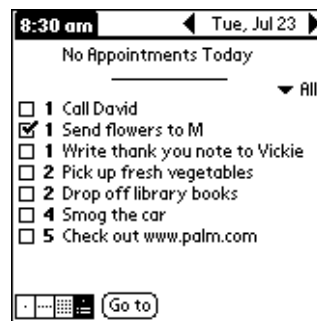 8:30 am Tue, Jul 23
No Appointments Today
All
1 Call David
1 Send flowers to M
1 Write thank you note to Vickie
2 Pick up fresh vegetables
2 Drop off library books
4 Smog the car
5 Check out www.palm.com
Go to